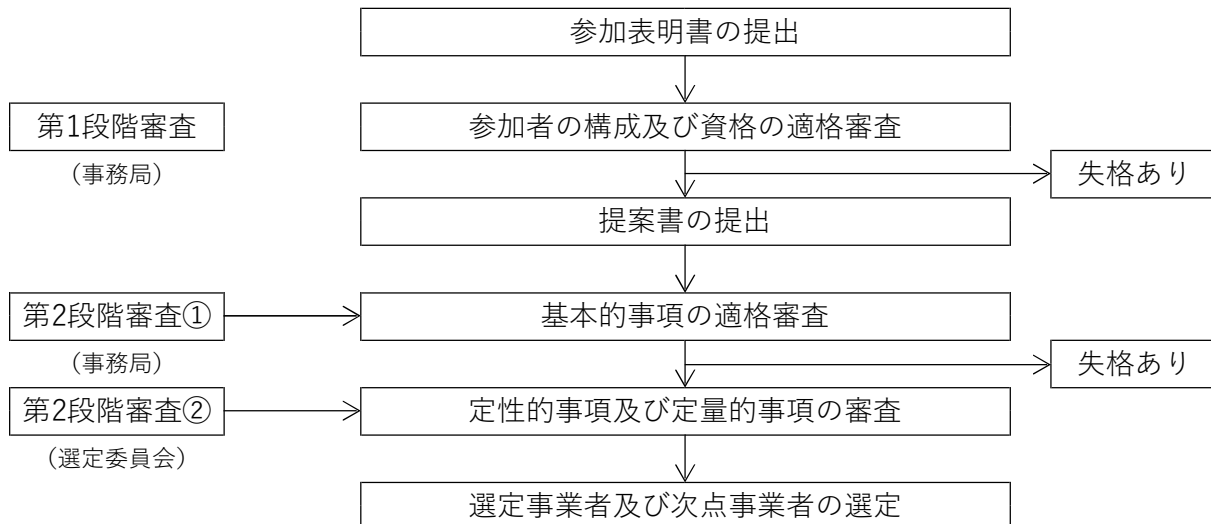 参加表明書の提出
第1段階審査
参加者の構成及び資格の適格審査
(事務局)
失格あり
提案書の提出
第2段階審査①
基本的事項の適格審査
(事務局)
失格あり
第2段階審査②
定性的事項及び定量的事項の審査
(選定委員会)
選定事業者及び次点事業者の選定